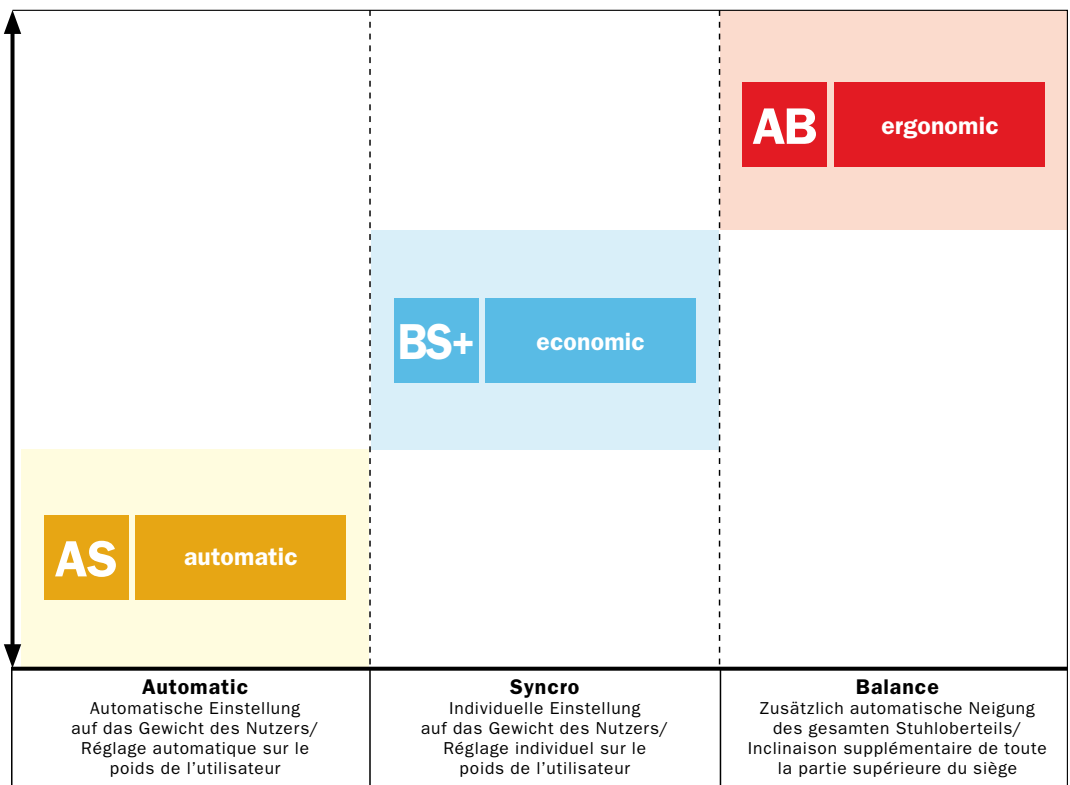 AB ergonomic
BS+ economic
AS automatic
Automatic
Automatische Einstellung
auf das Gewicht des Nutzers/
Réglage automatique sur le
poids de l'utilisateur
Syncro
Individuelle Einstellung
auf das Gewicht des Nutzers/
Réglage individuel sur le
poids de l'utilisateur
Balance
Zusätzlich automatische Neigung
des gesamten Stuhloberteils/
Inclinaison supplémentaire de toute
la partie supérieure du siège